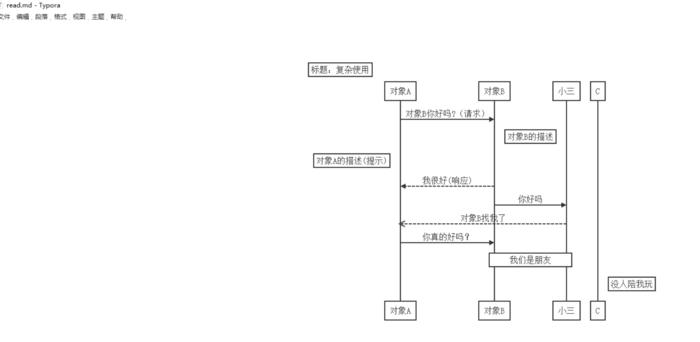 read.md - Typora
文件 编辑 段落 格式 视图 主题 帮助
标题: 复杂使用
对象A 对象B 小三 C
对象B你好吗?(请求)
对象B的描述
对象A的描述(提示)
我很好(响应)
你好吗
对象B找我了
你真的好吗?
我们是朋友
没人陪我玩
对象A 对象B 小三 C